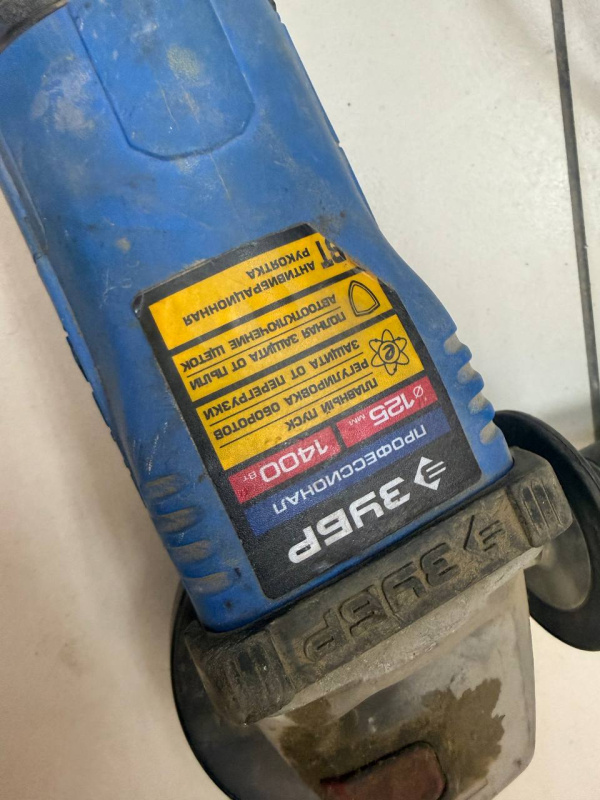 ЗУБР
ЗУБР
ПРОФЕССИОНАЛ
Ø 125 ММ 1400 Вт
ПЛАВНЫЙ ПУСК
РЕГУЛИРОВКА ОБОРОТОВ
ЗАЩИТА ОТ ПЕРЕГРУЗКИ
ПОЛНАЯ ЗАЩИТА ОТ ПЫЛИ
АВТООТКЛЮЧЕНИЕ ЩЕТОК
АНТИВИБРАЦИОННАЯ
РУКОЯТКА